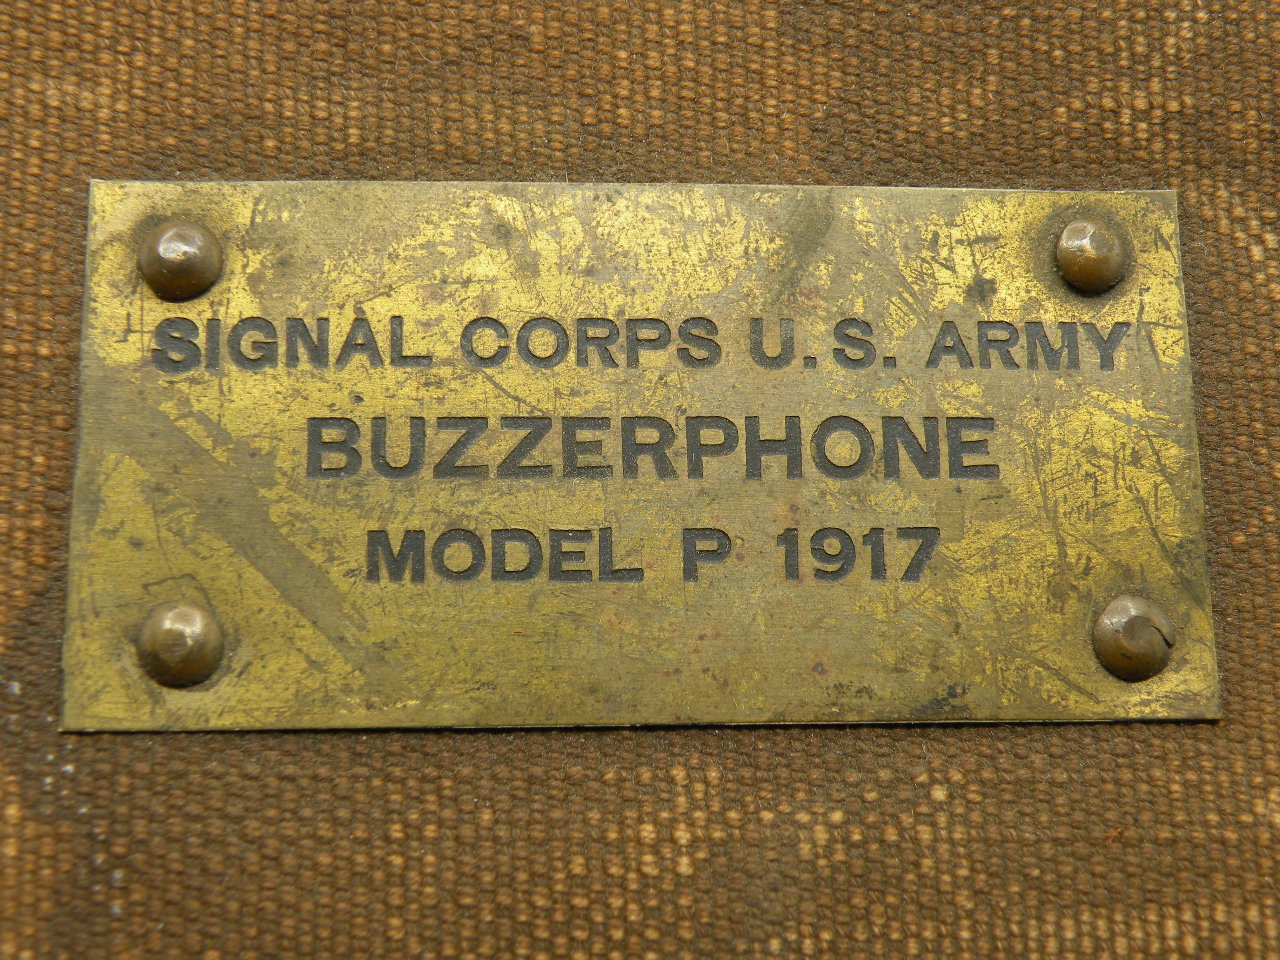 SIGNAL CORPS U.S. ARMY
BUZZERPHONE
MODEL P 1917